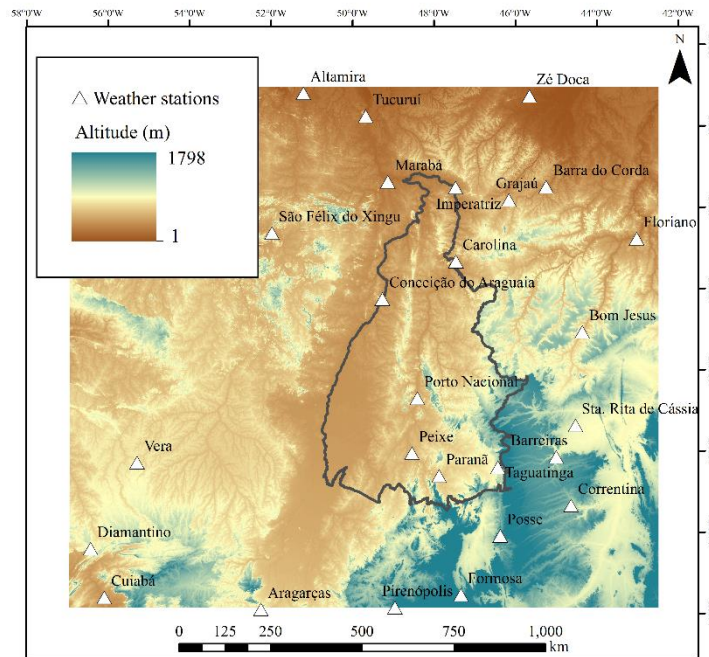 58°0'W 56°0'W 54°0'W 52°0'W 50°0'W 48°0'W 46°0'W 44°0'W 42°0'W
N
Weather stations
Altitude (m)
1798
1
Altamira
Zé Doca
Tucuruí
Marabá
Barra do Corda
Grajaú
Imperatriz
São Félix do Xingu
Floriano
Carolina
Conceição do Araguaia
Bom Jesus
Porto Nacional
Sta. Rita de Cássia
Peixe
Barreiras
Vera
Paranã
Taguatinga
Correntina
Diamantino
Posse
Cuiabá
Aragarças
Pirenópolis
Formosa
0 125 250 500 750 1,000
km